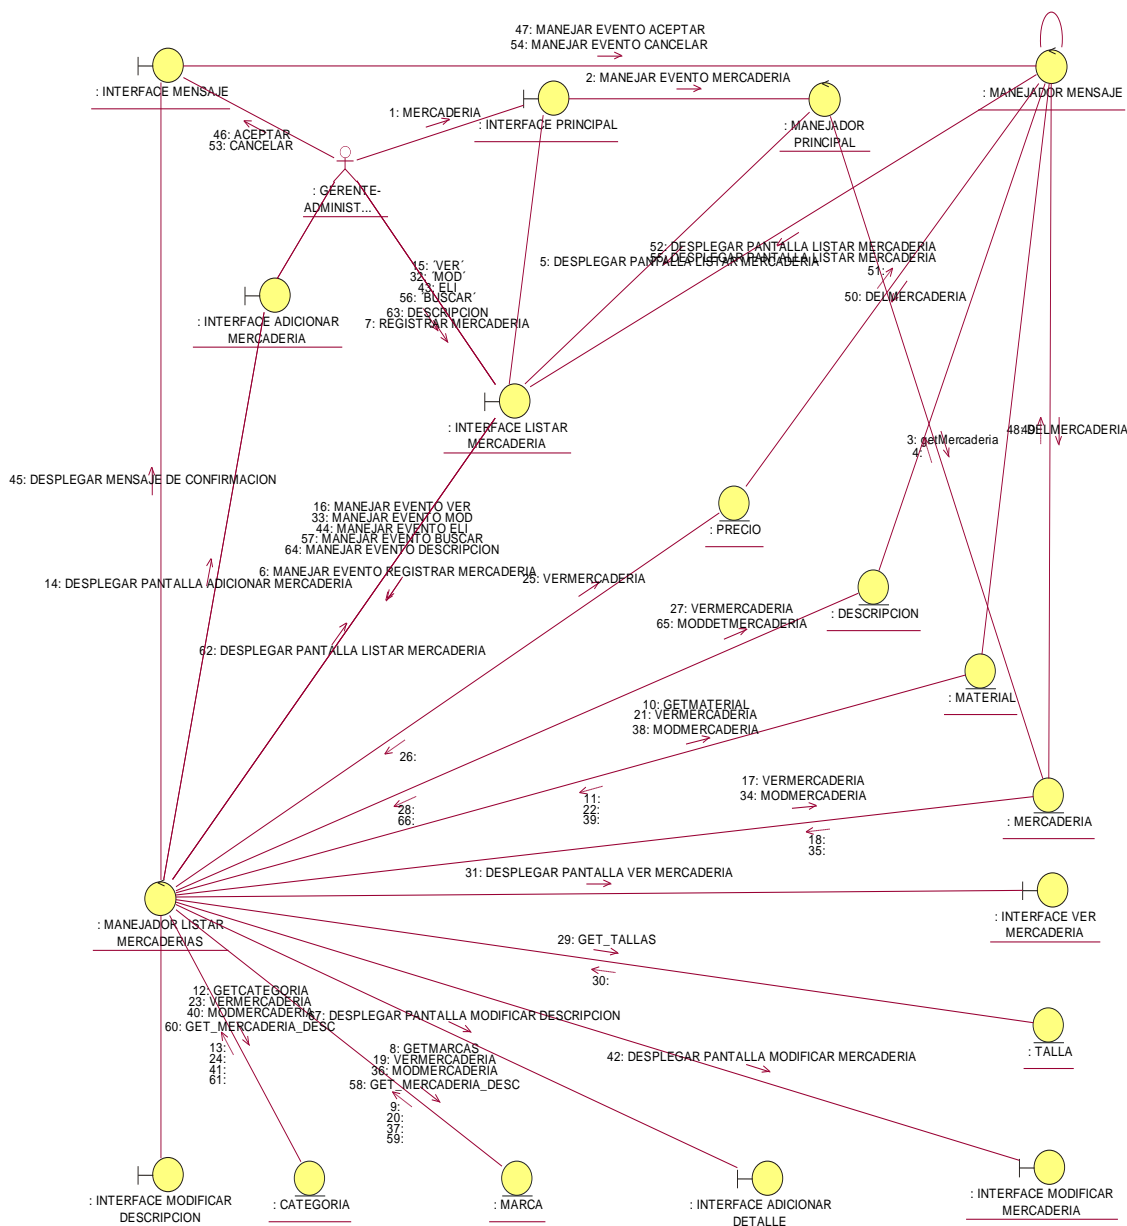 47: MANEJAR EVENTO ACEPTAR
54: MANEJAR EVENTO CANCELAR
: INTERFACE MENSAJE
: MANEJADOR MENSAJE
2: MANEJAR EVENTO MERCADERIA
1: MERCADERIA
: INTERFACE PRINCIPAL
: MANEJADOR
PRINCIPAL
46: ACEPTAR
53: CANCELAR
: GERENTE-
ADMINIST...
52: DESPLEGAR PANTALLA LISTAR MERCADERIA
55: DESPLEGAR PANTALLA LISTAR MERCADERIA
5: DESPLEGAR PANTALLA LISTAR MERCADERIA
51:
50: DELMERCADERIA
15: ´VER´
32: ´MOD´
43: ELI
56: ´BUSCAR´
63: DESCRIPCION
7: REGISTRAR MERCADERIA
: INTERFACE ADICIONAR
MERCADERIA
: INTERFACE LISTAR
MERCADERIA
3: getMercaderia
4:
48: DELMERCADERIA
49:
45: DESPLEGAR MENSAJE DE CONFIRMACION
16: MANEJAR EVENTO VER
33: MANEJAR EVENTO MOD
44: MANEJAR EVENTO ELI
57: MANEJAR EVENTO BUSCAR
64: MANEJAR EVENTO DESCRIPCION
: PRECIO
6: MANEJAR EVENTO REGISTRAR MERCADERIA
25: VERMERCADERIA
14: DESPLEGAR PANTALLA ADICIONAR MERCADERIA
27: VERMERCADERIA
65: MODDETMERCADERIA
: DESCRIPCION
62: DESPLEGAR PANTALLA LISTAR MERCADERIA
10: GETMATERIAL
21: VERMERCADERIA
38: MODMERCADERIA
: MATERIAL
26:
17: VERMERCADERIA
34: MODMERCADERIA
28:
66:
11:
22:
39:
: MERCADERIA
18:
35:
31: DESPLEGAR PANTALLA VER MERCADERIA
: MANEJADOR LISTAR
MERCADERIAS
: INTERFACE VER
MERCADERIA
29: GET_TALLAS
30:
12: GETCATEGORIA
23: VERMERCADERIA
40: MODMERCADERIA
60: GET_MERCADERIA_DESC
67: DESPLEGAR PANTALLA MODIFICAR DESCRIPCION
13:
24:
41:
61:
8: GETMARCAS
19: VERMERCADERIA
36: MODMERCADERIA
58: GET_MERCADERIA_DESC
42: DESPLEGAR PANTALLA MODIFICAR MERCADERIA
: TALLA
9:
20:
37:
59:
: INTERFACE MODIFICAR
DESCRIPCION
: CATEGORIA
: MARCA
: INTERFACE ADICIONAR
DETALLE
: INTERFACE MODIFICAR
MERCADERIA